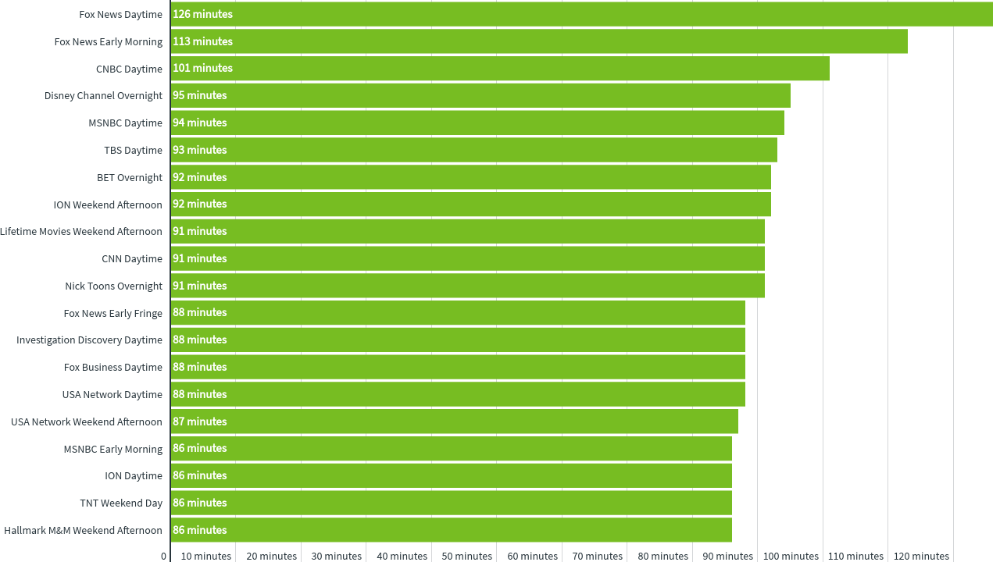 Fox News Daytime 126 minutes
Fox News Early Morning 113 minutes
CNBC Daytime 101 minutes
Disney Channel Overnight 95 minutes
MSNBC Daytime 94 minutes
TBS Daytime 93 minutes
BET Overnight 92 minutes
ION Weekend Afternoon 92 minutes
Lifetime Movies Weekend Afternoon 91 minutes
CNN Daytime 91 minutes
Nick Toons Overnight 91 minutes
Fox News Early Fringe 88 minutes
Investigation Discovery Daytime 88 minutes
Fox Business Daytime 88 minutes
USA Network Daytime 88 minutes
USA Network Weekend Afternoon 87 minutes
MSNBC Early Morning 86 minutes
ION Daytime 86 minutes
TNT Weekend Day 86 minutes
Hallmark M&M Weekend Afternoon 86 minutes
0 10 minutes 20 minutes 30 minutes 40 minutes 50 minutes 60 minutes 70 minutes 80 minutes 90 minutes 100 minutes 110 minutes 120 minutes